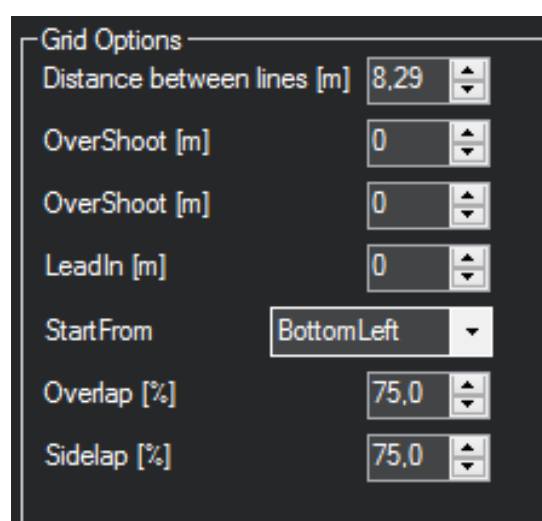 Grid Options
Distance between lines [m] 8,29
OverShoot [m] 0
OverShoot [m] 0
LeadIn [m] 0
StartFrom BottomLeft
Overlap [%] 75,0
Sidelap [%] 75,0